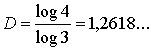 D = log 4 / log 3 = 1,2618...